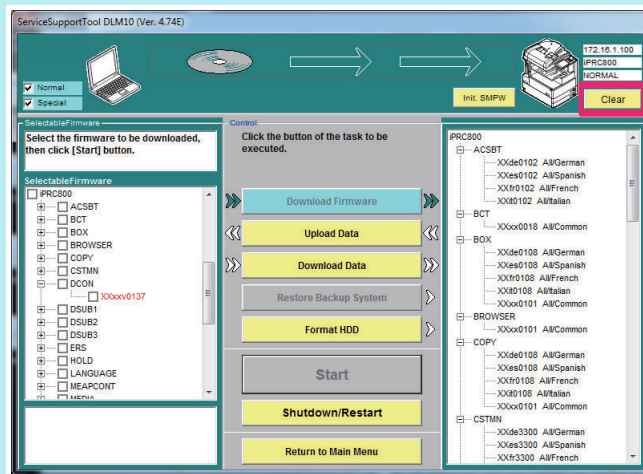 ServiceSupportTool DLM10 (Ver. 4.74E)
Normal
Special
Init. SMPW
172.16.1.100
iPRC800
NORMAL
Clear
SelectableFirmware
Select the firmware to be downloaded,
then click [Start] button.
SelectableFirmware
iPRC800
ACSBT
BCT
BOX
BROWSER
COPY
CSTMN
DCON
XXxxv0137
DSUB1
DSUB2
DSUB3
ERS
HOLD
LANGUAGE
MEAPCONT
MEDIA
Control
Click the button of the task to be
executed.
Download Firmware
Upload Data
Download Data
Restore Backup System
Format HDD
Start
Shutdown/Restart
Return to Main Menu
iPRC800
ACSBT
XXde0102 All/German
XXes0102 All/Spanish
XXfr0102 All/French
XXit0102 All/Italian
BCT
XXxx0018 All/Common
BOX
XXde0108 All/German
XXes0108 All/Spanish
XXfr0108 All/French
XXit0108 All/Italian
XXxx0101 All/Common
BROWSER
XXxx0101 All/Common
COPY
XXde0108 All/German
XXes0108 All/Spanish
XXfr0108 All/French
XXit0108 All/Italian
XXxx0101 All/Common
CSTMN
XXde3300 All/German
XXes3300 All/Spanish
XXfr3300 All/French